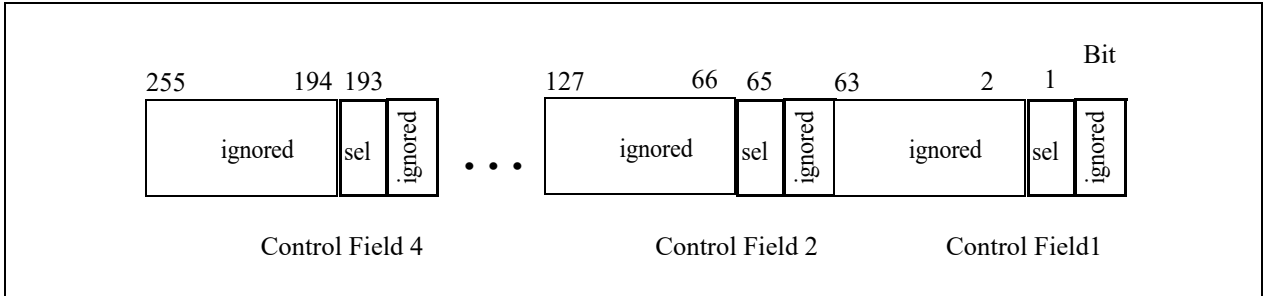 Bit
255 194 193 127 66 65 63 2 1
ignored sel ignored . . . ignored sel ignored ignored sel ignored
Control Field 4 Control Field 2 Control Field1